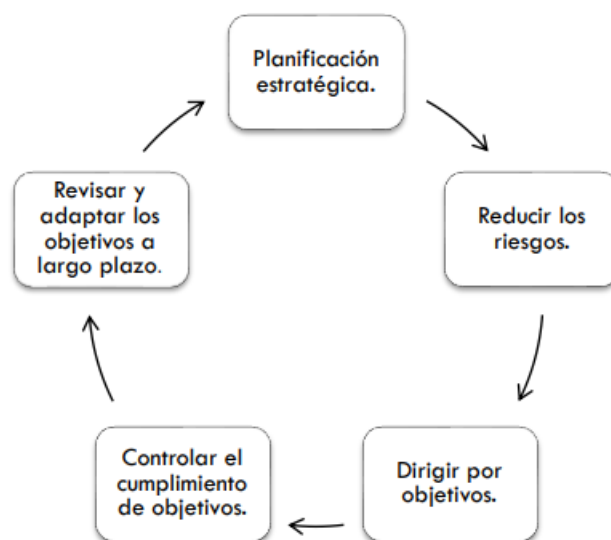 Planificación
estratégica.
Reducir los
riesgos.
Dirigir por
objetivos.
Controlar el
cumplimiento
de objetivos.
Revisar y
adaptar los
objetivos a
largo plazo.